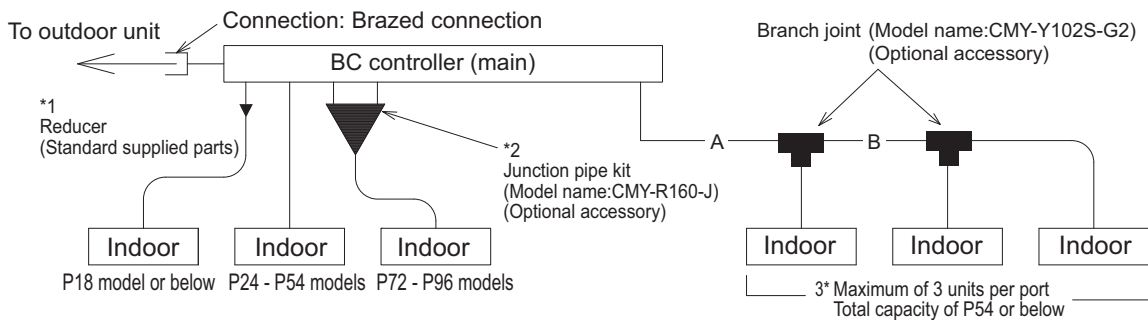 To outdoor unit
Connection: Brazed connection
BC controller (main)
Branch joint (Model name:CMY-Y102S-G2)
(Optional accessory)
*1
Reducer
(Standard supplied parts)
*2
Junction pipe kit
(Model name:CMY-R160-J)
(Optional accessory)
A
B
Indoor
Indoor
Indoor
Indoor
Indoor
Indoor
P18 model or below
P24 - P54 models
P72 - P96 models
3* Maximum of 3 units per port
Total capacity of P54 or below